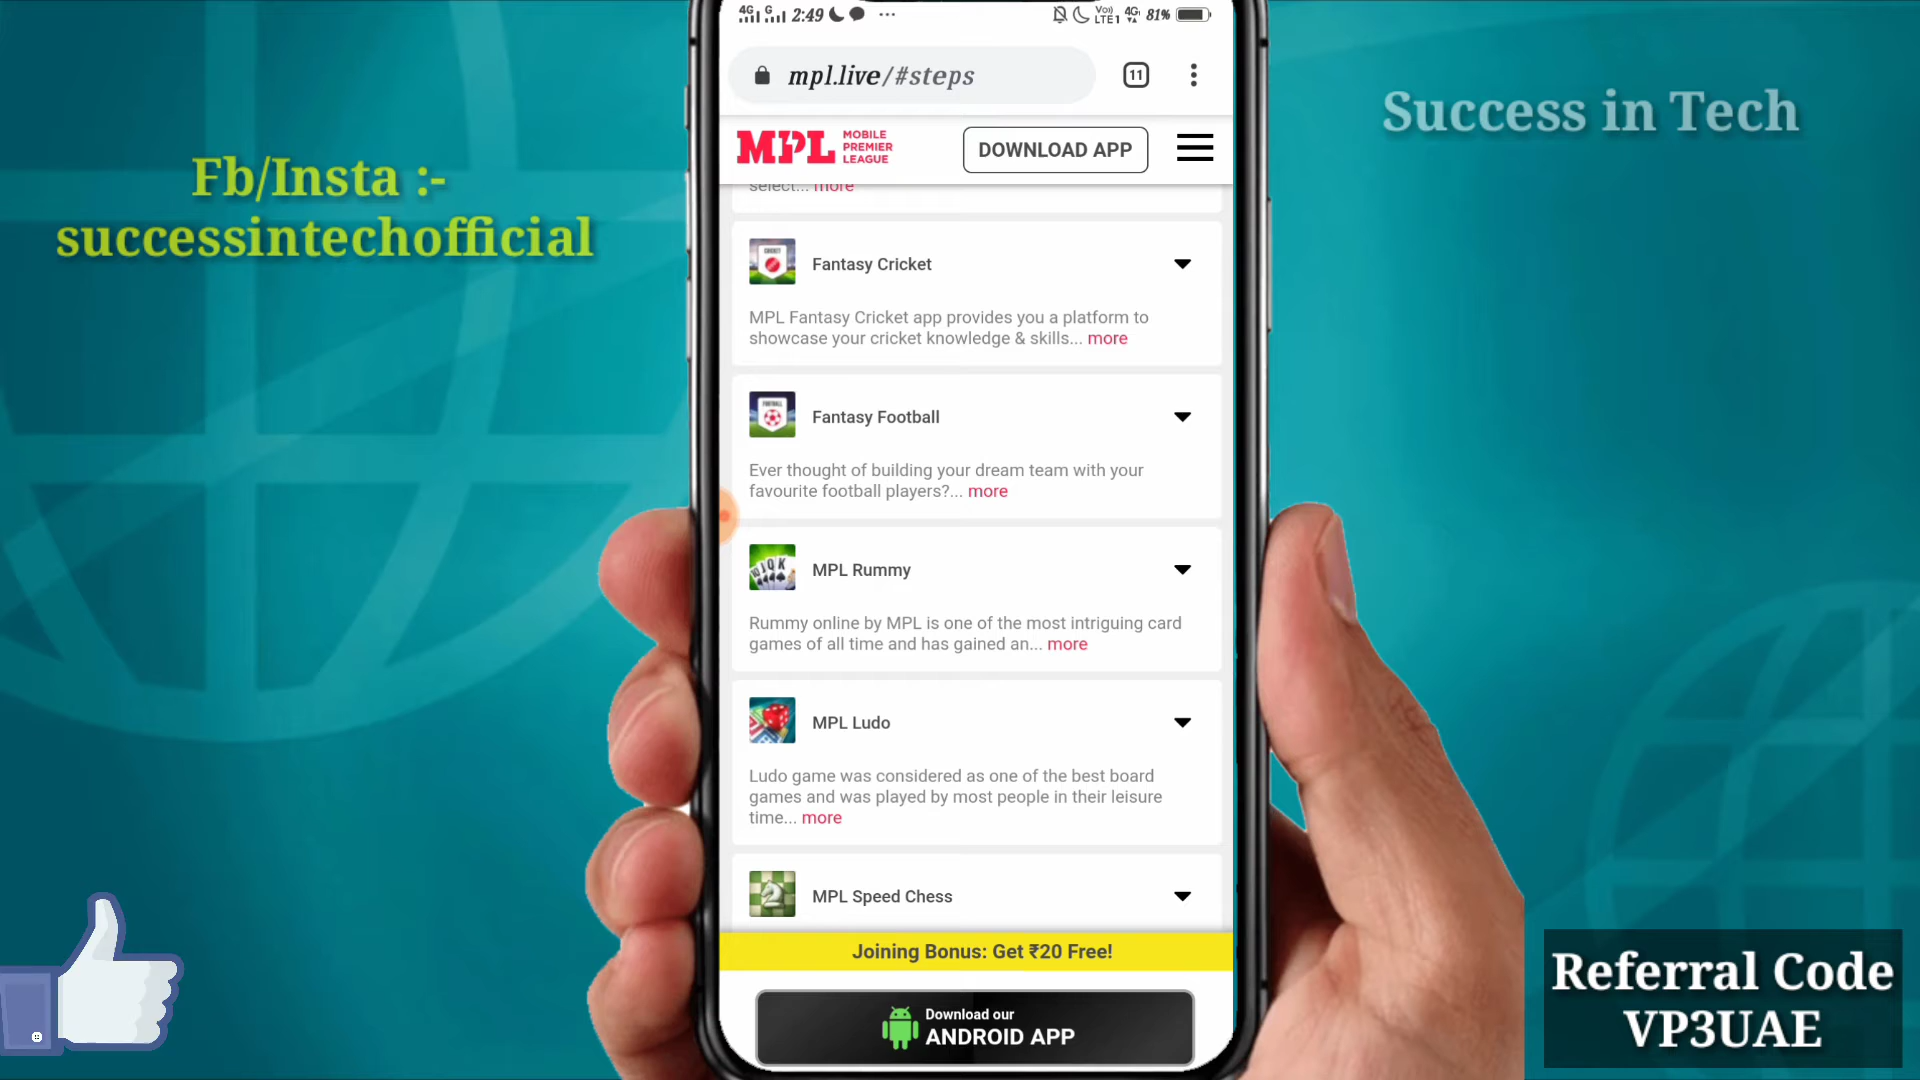 4G G 2:49 ... Vo) LTE1 4G 81%
mpl.live/#steps 11
MPL MOBILE PREMIER LEAGUE
DOWNLOAD APP
select... more
Fantasy Cricket
MPL Fantasy Cricket app provides you a platform to
showcase your cricket knowledge & skills... more
Fantasy Football
Ever thought of building your dream team with your
favourite football players?... more
MPL Rummy
Rummy online by MPL is one of the most intriguing card
games of all time and has gained an... more
MPL Ludo
Ludo game was considered as one of the best board
games and was played by most people in their leisure
time... more
MPL Speed Chess
Joining Bonus: Get ₹20 Free!
Download our
ANDROID APP
Fb/Insta :-
successintechofficial
Success in Tech
Referral Code
VP3UAE